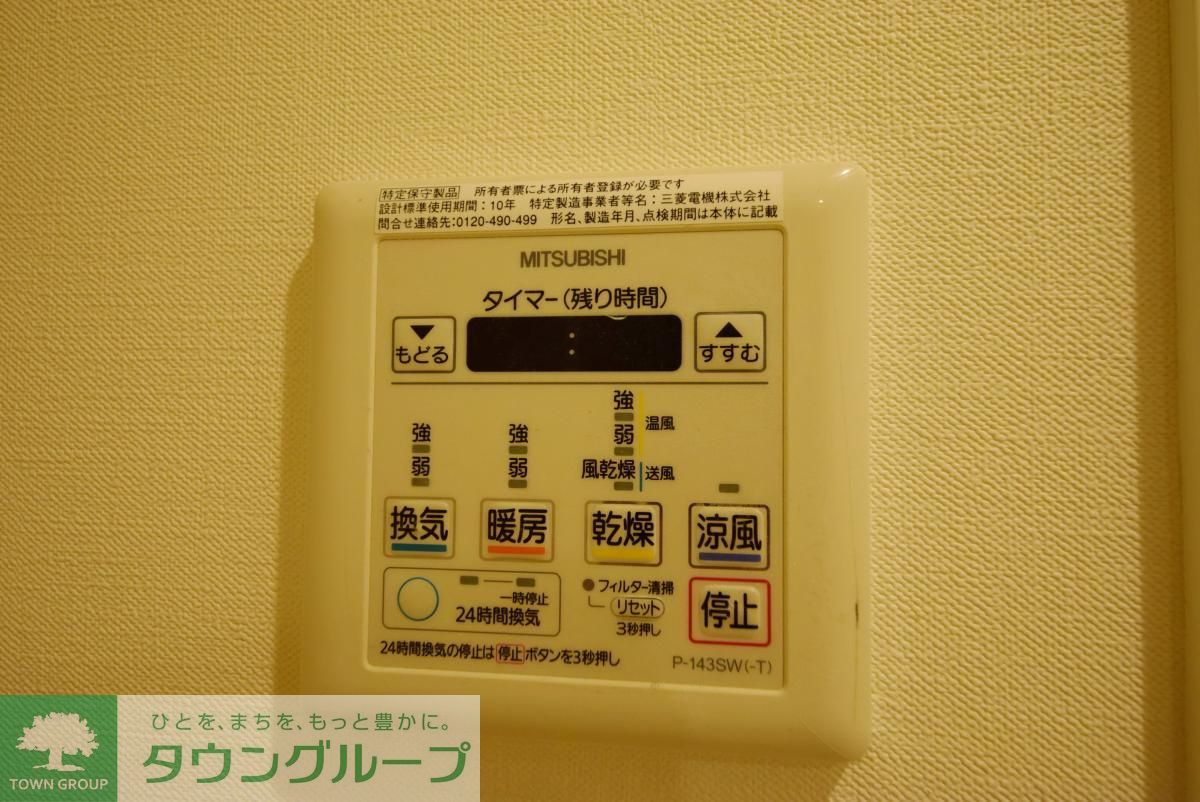 特定保守製品 所有者票による所有者登録が必要です
設計標準使用期間：10年 特定製造事業者等名：三菱電機株式会社
問合せ連絡先:0120-490-499 形名、製造年月、点検期間は本体に記載
MITSUBISHI
タイマー(残り時間)
▼ ▲
もどる : すすむ
強
強 強 弱 温風
弱 弱 風乾燥 送風
換気 暖房 乾燥 涼風
一時停止
24時間換気
フィルター清掃
リセット
3秒押し
停止
24時間換気の停止は停止ボタンを3秒押し
P-143SW(-T)
ひとを、まちを、もっと豊かに。
タウングループ
TOWN GROUP